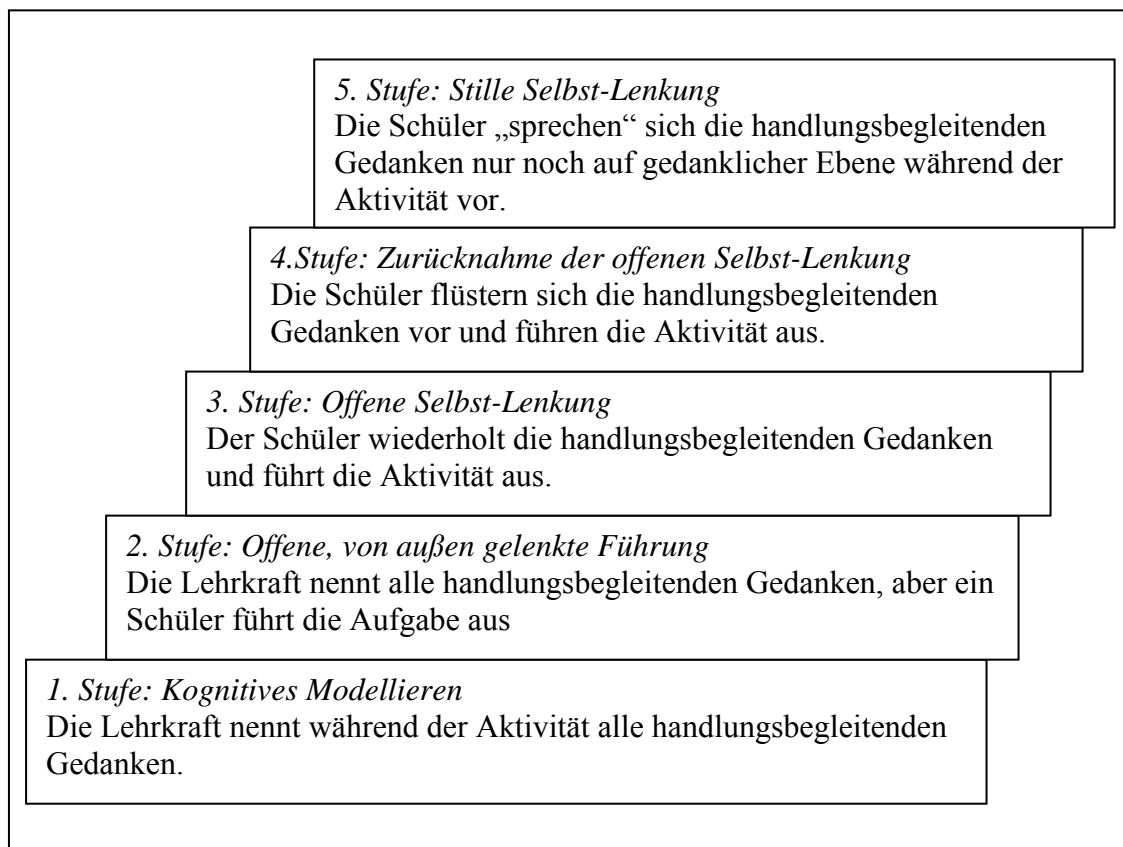 5. Stufe: Stille Selbst-Lenkung
Die Schüler „sprechen“ sich die handlungsbegleitenden
Gedanken nur noch auf gedanklicher Ebene während der
Aktivität vor.
4.Stufe: Zurücknahme der offenen Selbst-Lenkung
Die Schüler flüstern sich die handlungsbegleitenden
Gedanken vor und führen die Aktivität aus.
3. Stufe: Offene Selbst-Lenkung
Der Schüler wiederholt die handlungsbegleitenden Gedanken
und führt die Aktivität aus.
2. Stufe: Offene, von außen gelenkte Führung
Die Lehrkraft nennt alle handlungsbegleitenden Gedanken, aber ein
Schüler führt die Aufgabe aus
1. Stufe: Kognitives Modellieren
Die Lehrkraft nennt während der Aktivität alle handlungsbegleitenden
Gedanken.